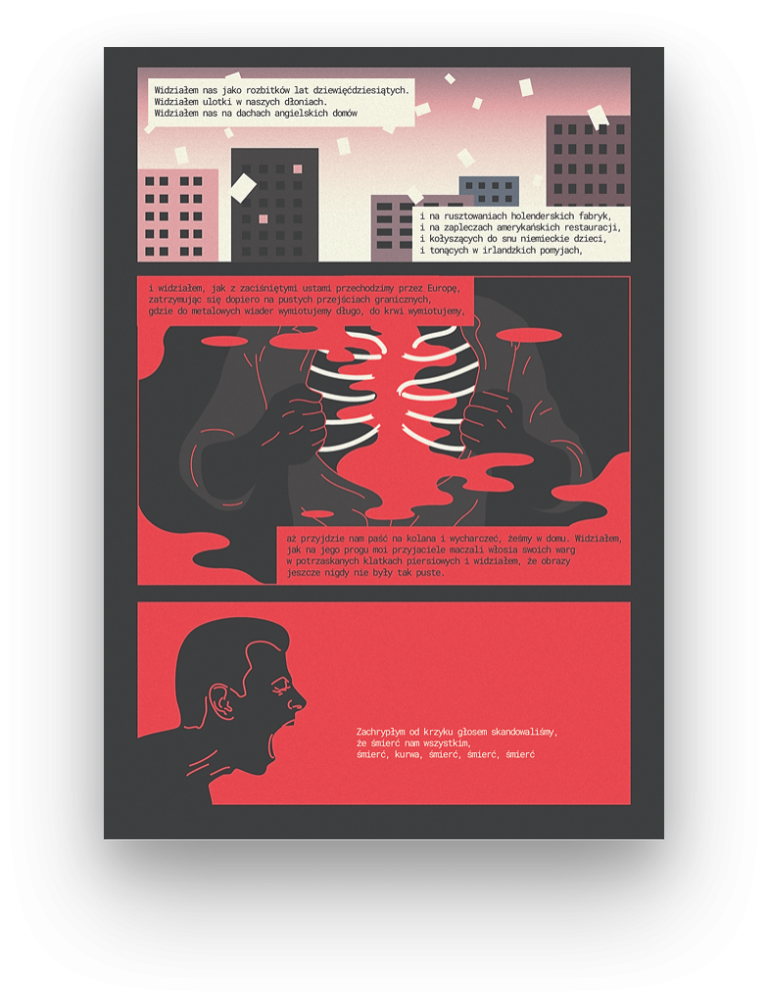 Widziałem nas jako rozbitków lat dziewięćdziesiątych.
Widziałem ulotki w naszych dłoniach.
Widziałem nas na dachach angielskich domów
i na rusztowaniach holenderskich fabryk,
i na zapleczach amerykańskich restauracji,
i kołyszących do snu niemieckie dzieci,
i tonących w irlandzkich pomyjach,
i widziałem, jak z zaciśniętymi ustami przechodzimy przez Europę,
zatrzymując się dopiero na pustych przejściach granicznych,
gdzie do metalowych wiader wymiotujemy długo, do krwi wymiotujemy,
aż przyjdzie nam paść na kolana i wycharczeć, żeśmy w domu. Widziałem,
jak na jego progu moi przyjaciele maczali włosia swoich warg
w potrzaskanych klatkach piersiowych i widziałem, że obrazy
jeszcze nigdy nie były tak puste.
Zachrypłym od krzyku głosem skandowaliśmy,
że śmierć nam wszystkim,
śmierć, kurwa, śmierć, śmierć, śmierć